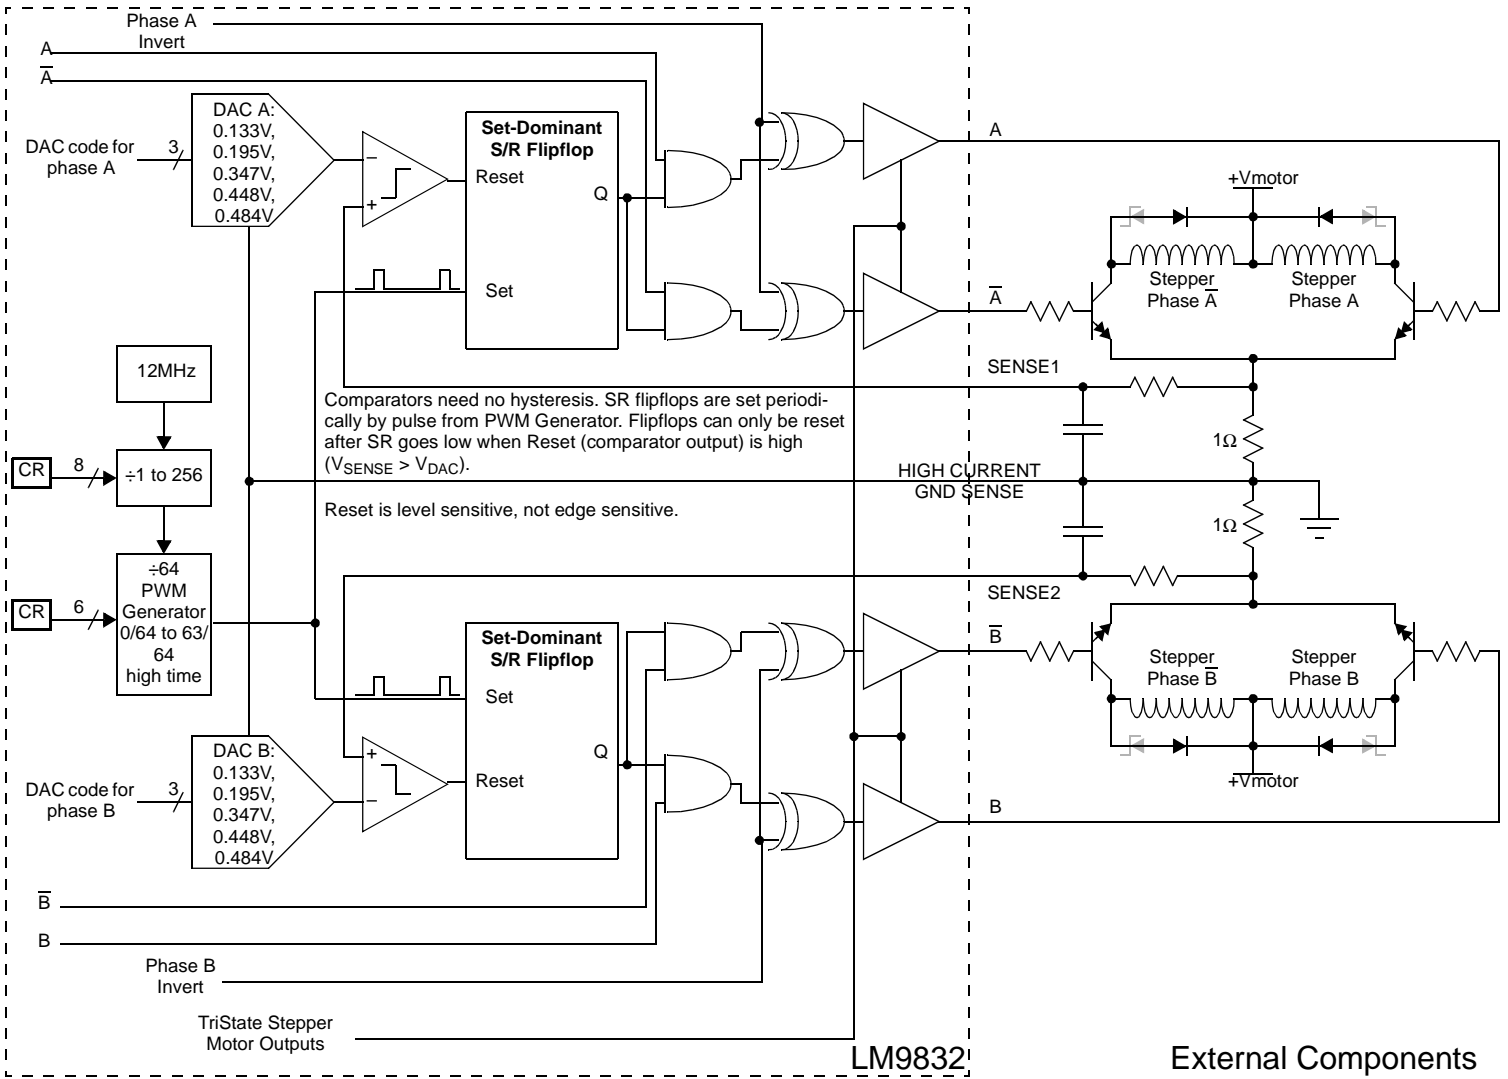 Phase A
Invert
A
A̅
DAC code for
phase A
3
DAC A:
0.133V,
0.195V,
0.347V,
0.448V,
0.484V
−
+
Set-Dominant
S/R Flipflop
Reset
Q
Set
A
A̅
+Vmotor
Stepper
Phase A̅
Stepper
Phase A
SENSE1
12MHz
Comparators need no hysteresis. SR flipflops are set periodi-
cally by pulse from PWM Generator. Flipflops can only be reset
after SR goes low when Reset (comparator output) is high
(VSENSE > VDAC).
Reset is level sensitive, not edge sensitive.
1Ω
HIGH CURRENT
GND SENSE
1Ω
CR
8
÷1 to 256
CR
6
÷64
PWM
Generator
0/64 to 63/
64
high time
SENSE2
Set-Dominant
S/R Flipflop
Set
Q
Reset
B̅
Stepper
Phase B̅
Stepper
Phase B
+Vmotor
B
DAC code for
phase B
3
DAC B:
0.133V,
0.195V,
0.347V,
0.448V,
0.484V
+
−
B̅
B
Phase B
Invert
TriState Stepper
Motor Outputs
LM9832
External Components